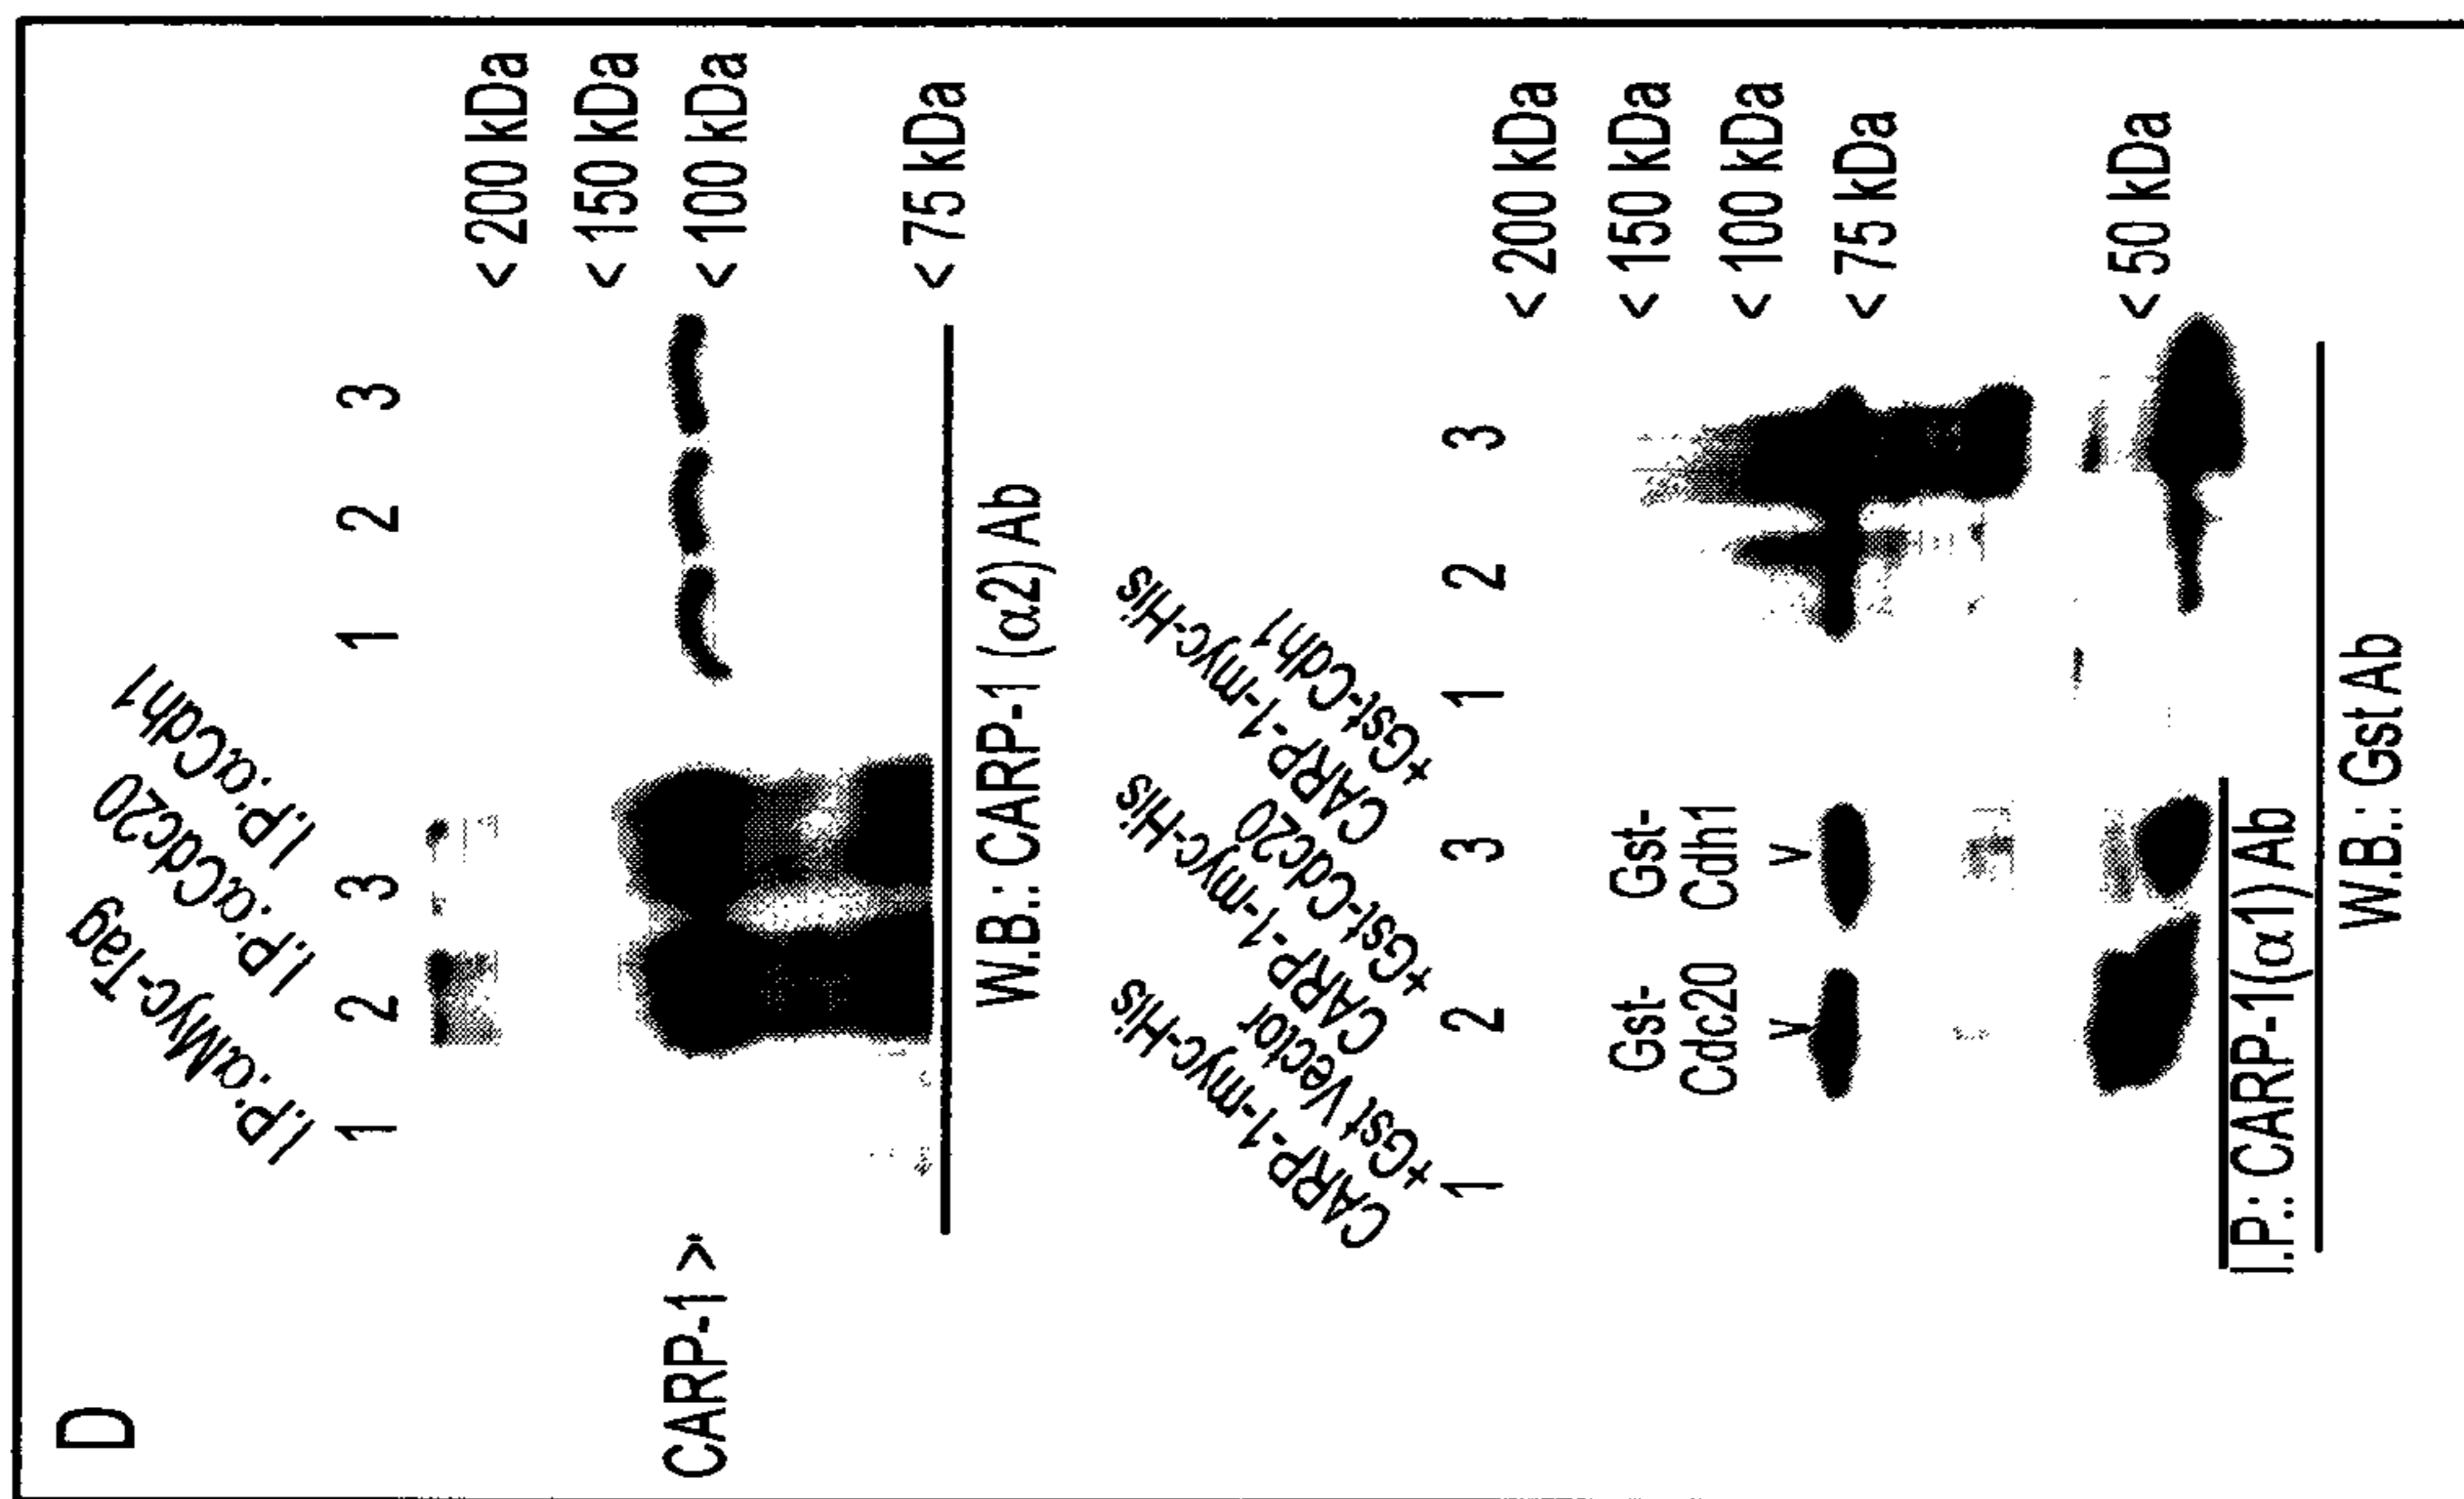 D
I.P.: αMyc-Tag
I.P.: αCdc20
I.P.: αCdh1
1 2 3 1 2 3
< 200 kDa
< 150 kDa
CARP-1 > < 100 kDa
< 75 kDa
W.B.: CARP-1 (α2) Ab
CARP-1-myc-His
+Gst Vector
CARP-1-myc-His
+Gst-Cdc20
CARP-1-myc-His
+Gst-Cdh1
1 2 3 1 2 3
< 200 kDa
Gst-
Cdc20
Gst-
Cdh1
< 150 kDa
< 100 kDa
v v
< 75 kDa
< 50 kDa
I.P.: CARP-1(α1) Ab
W.B.: Gst Ab